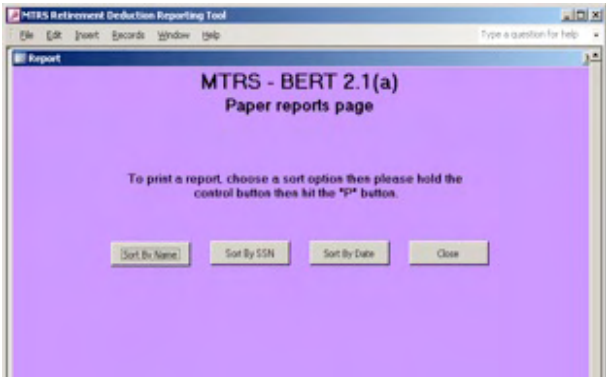 MTRS Retirement Deduction Reporting Tool
File Edit Insert Records Window Help Type a question for help
Report
MTRS - BERT 2.1(a)
Paper reports page
To print a report, choose a sort option then please hold the
control button then hit the "P" button.
Sort By Name Sort By SSN Sort By Date Close